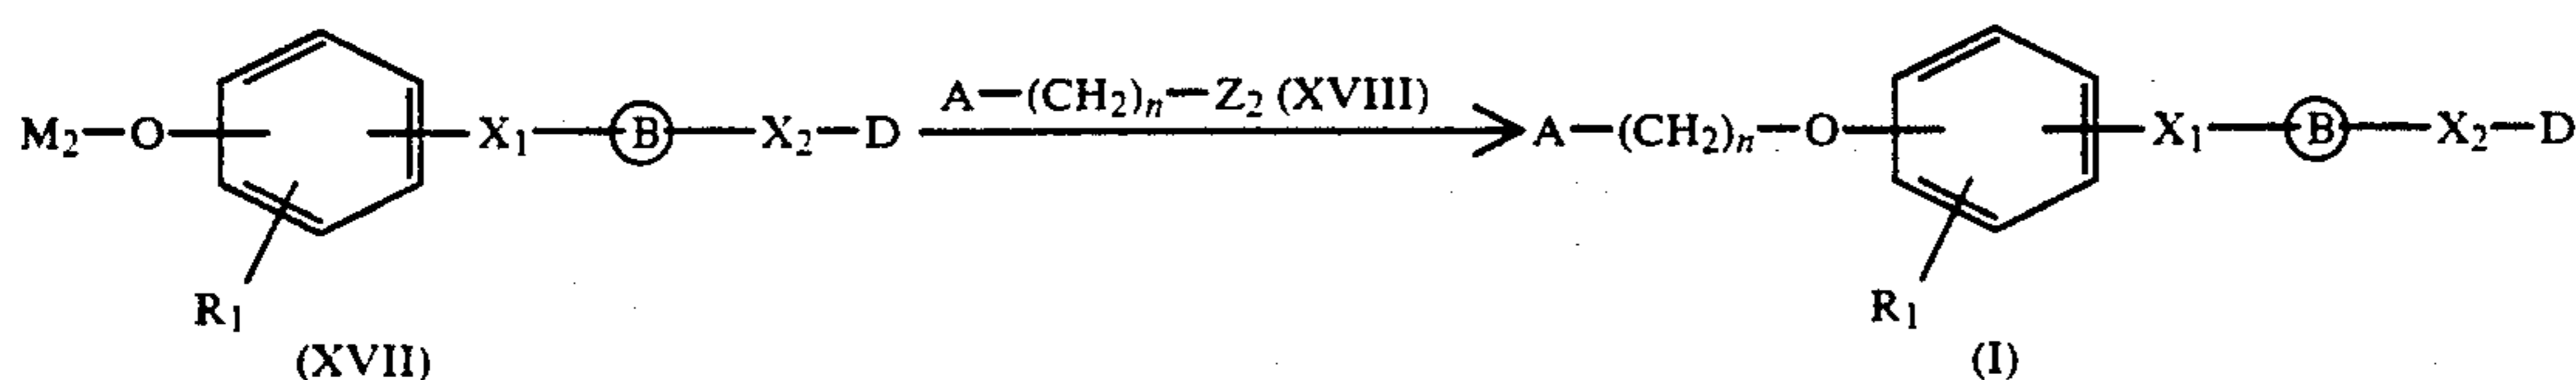 A—(CH₂)ₙ—Z₂ (XVIII)
M₂—O X₁ B X₂—D A—(CH₂)ₙ—O X₁ B X₂—D
R₁ R₁
(XVII) (I)